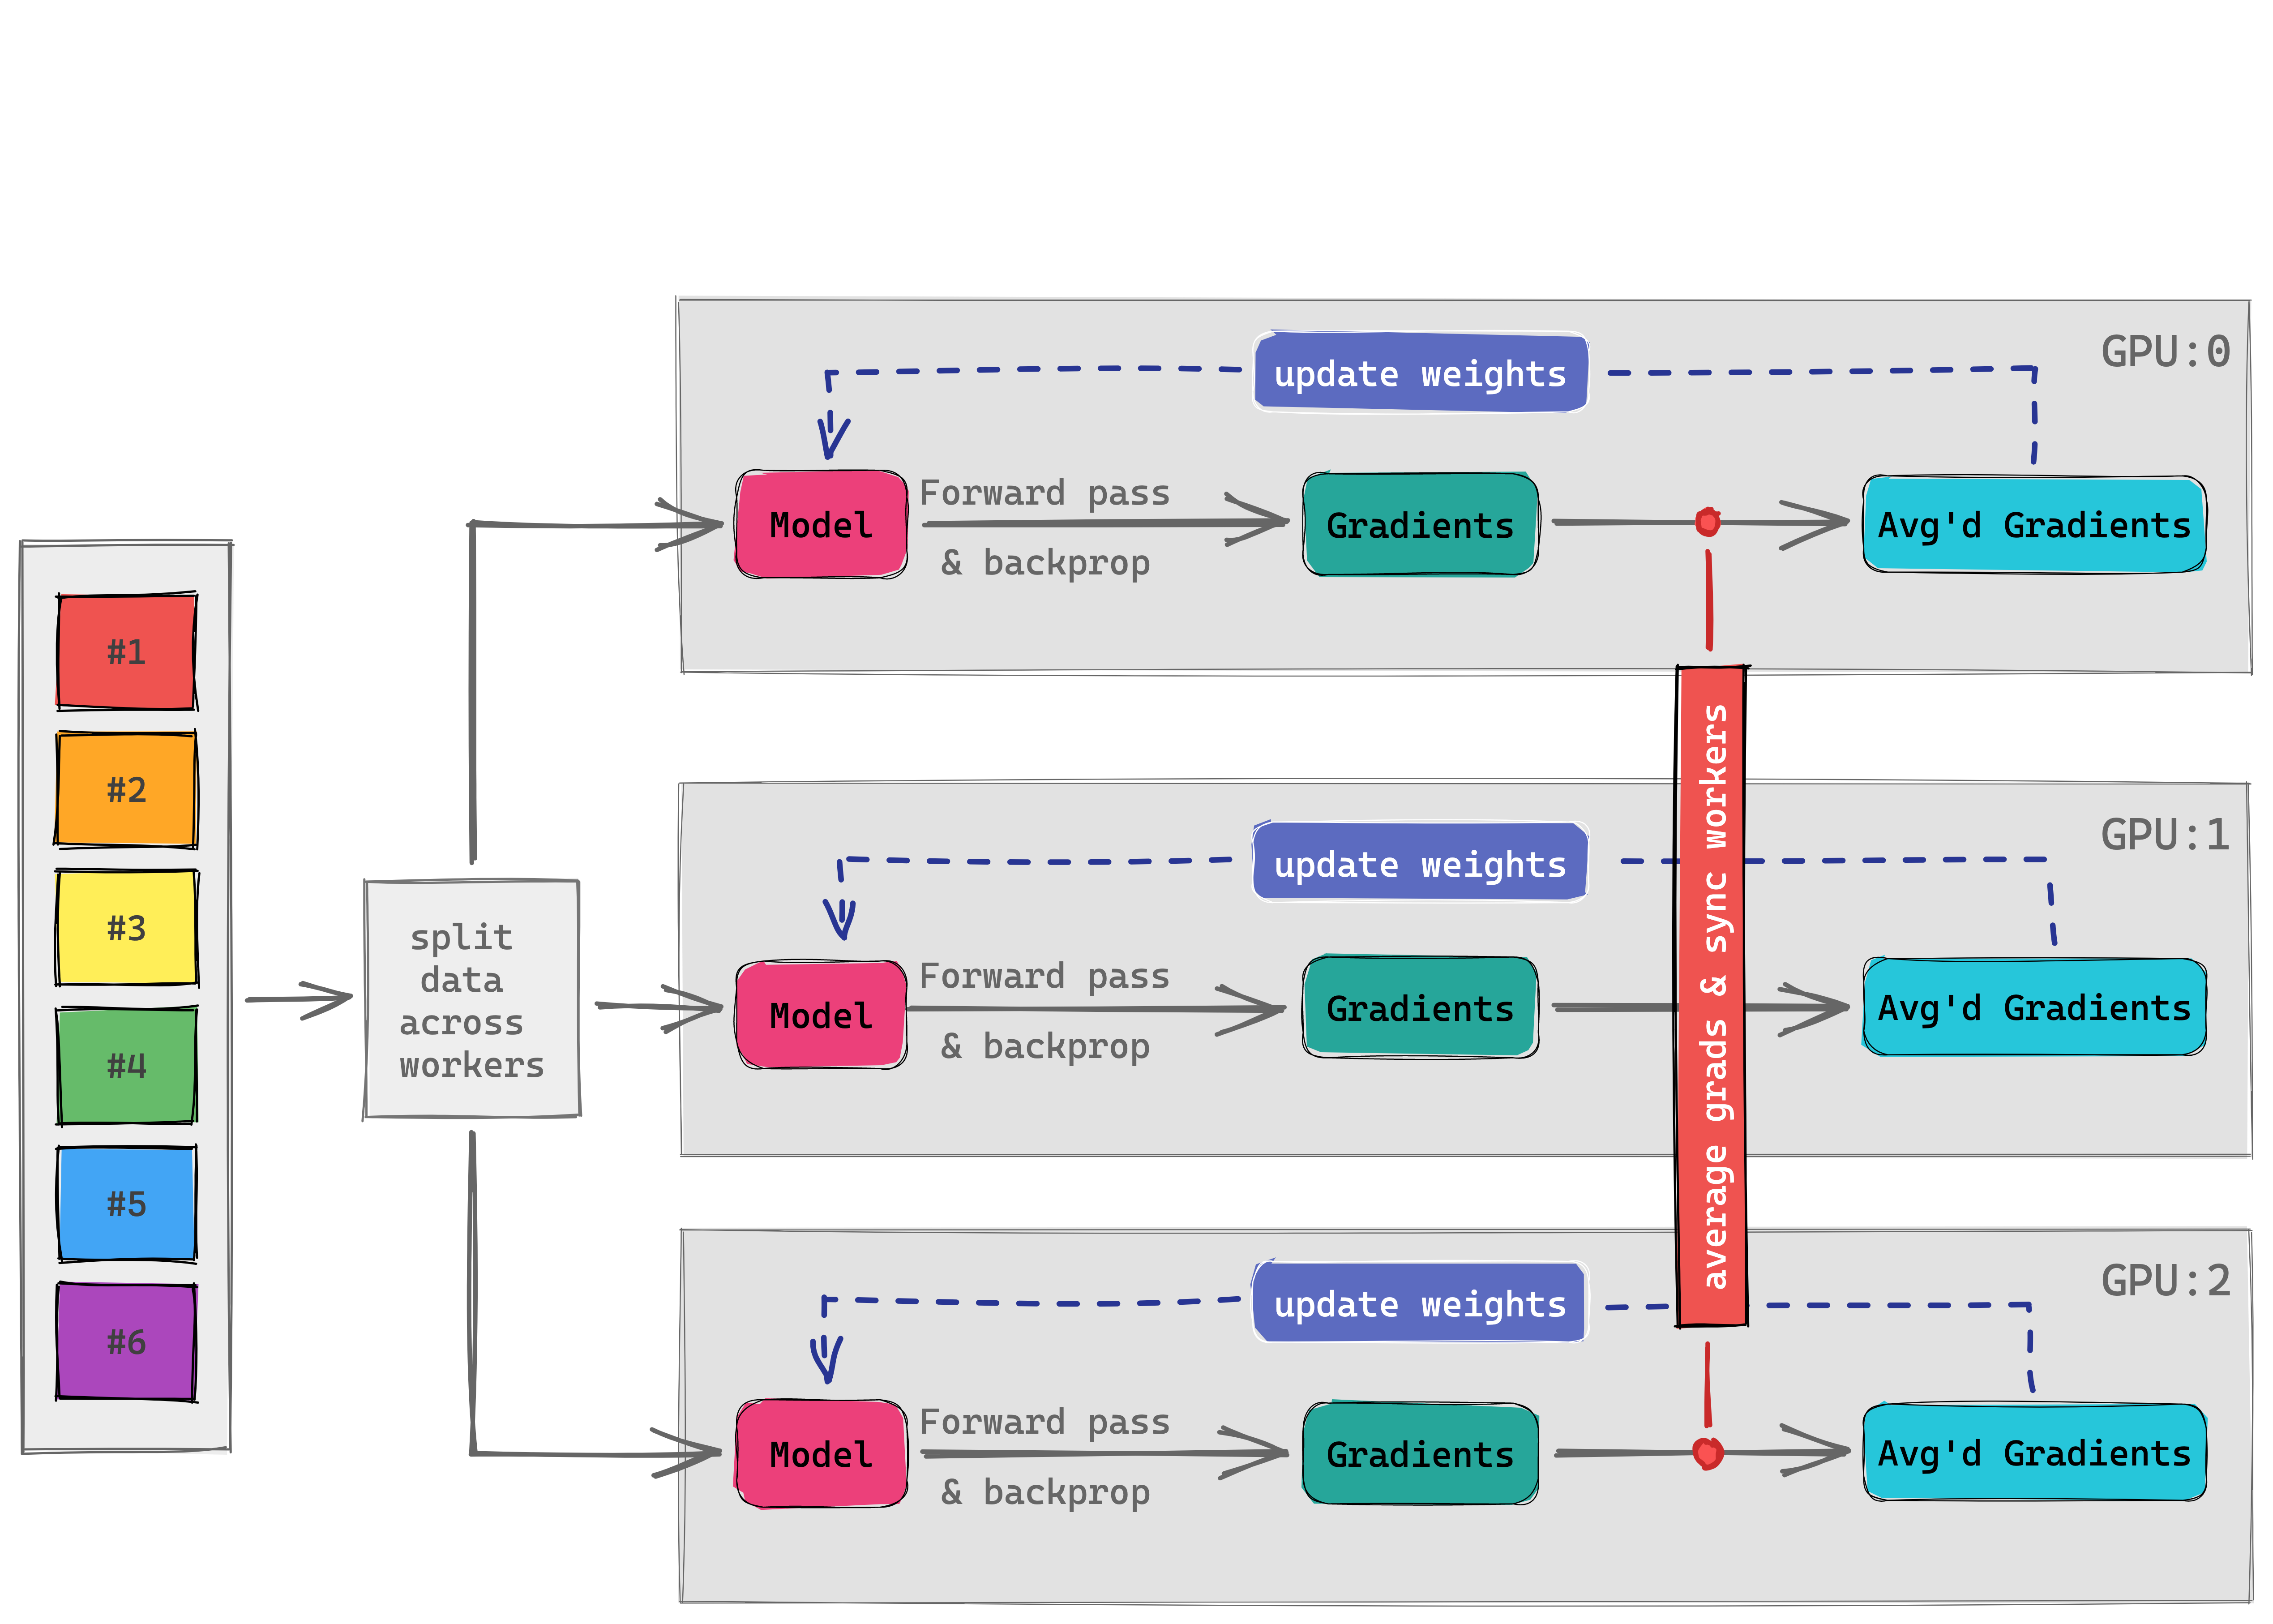 #1
#2
#3
#4
#5
#6
split
data
across
workers
GPU:0
update weights
Model
Forward pass
& backprop
Gradients
Avg'd Gradients
average grads & sync workers
GPU:1
update weights
Model
Forward pass
& backprop
Gradients
Avg'd Gradients
GPU:2
update weights
Model
Forward pass
& backprop
Gradients
Avg'd Gradients